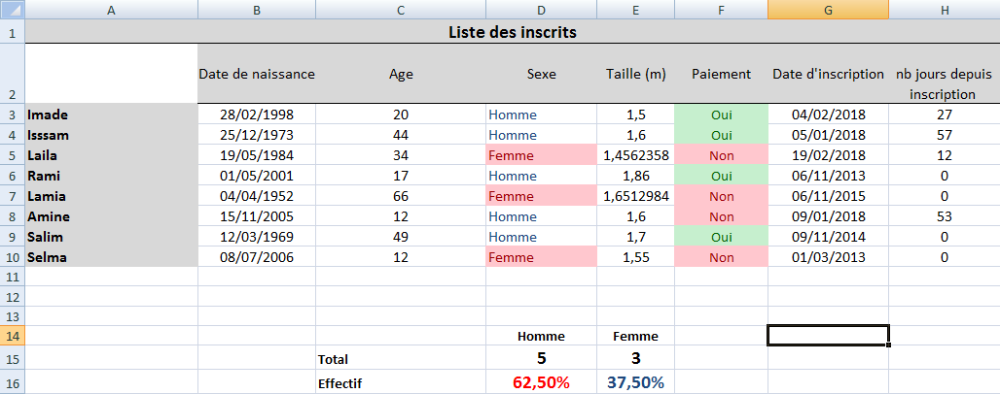 A B C D E F G H
1 Liste des inscrits
2 Date de naissance Age Sexe Taille (m) Paiement Date d'inscription nb jours depuis
inscription
3 Imade 28/02/1998 20 Homme 1,5 Oui 04/02/2018 27
4 Isssam 25/12/1973 44 Homme 1,6 Oui 05/01/2018 57
5 Laila 19/05/1984 34 Femme 1,4562358 Non 19/02/2018 12
6 Rami 01/05/2001 17 Homme 1,86 Oui 06/11/2013 0
7 Lamia 04/04/1952 66 Femme 1,6512984 Non 06/11/2015 0
8 Amine 15/11/2005 12 Homme 1,6 Non 09/01/2018 53
9 Salim 12/03/1969 49 Homme 1,7 Oui 09/11/2014 0
10 Selma 08/07/2006 12 Femme 1,55 Non 01/03/2013 0
11
12
13
14 Homme Femme
15 Total 5 3
16 Effectif 62,50% 37,50%